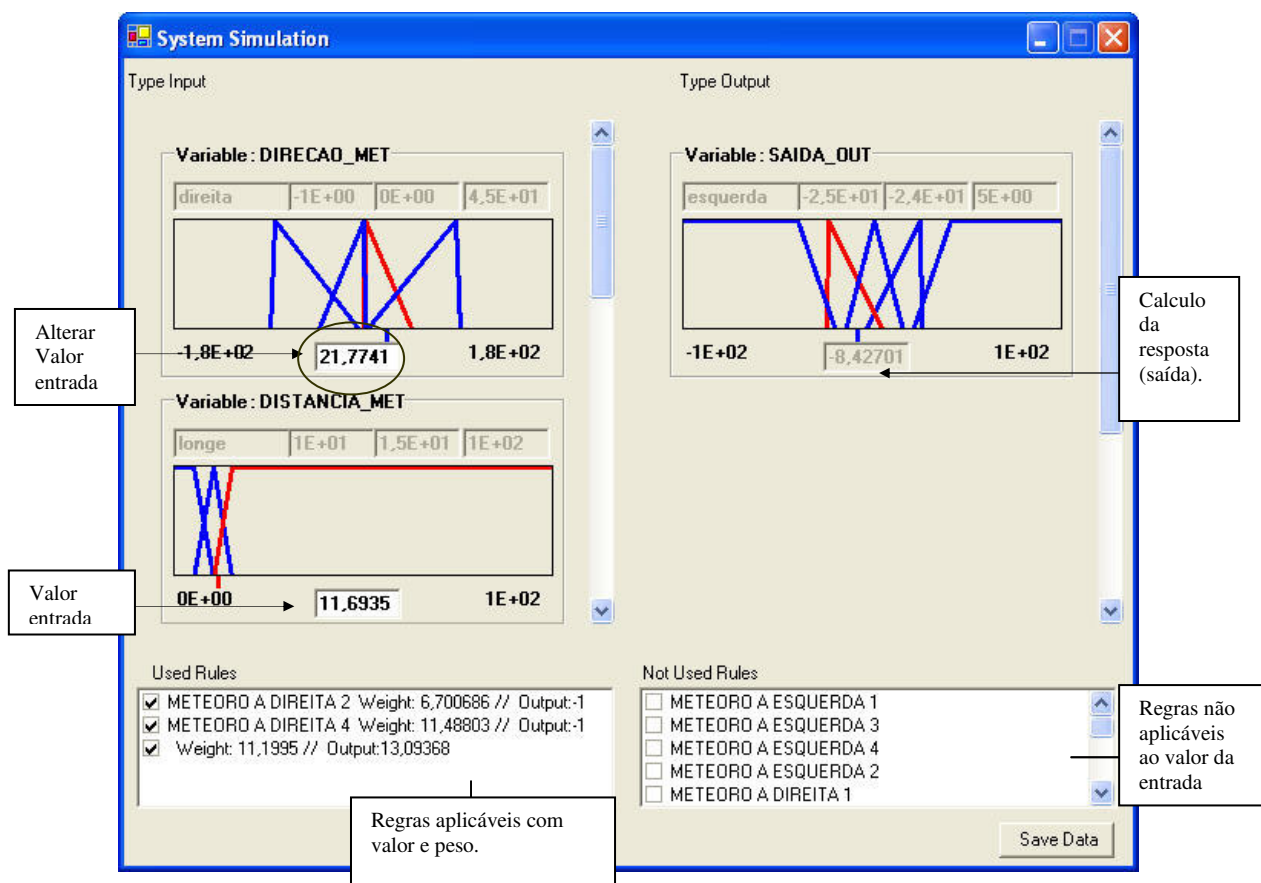 System Simulation
Type Input
Type Output
Variable : DIRECAO_MET
direita -1E+00 0E+00 4,5E+01
-1,8E+02 21,7741 1,8E+02
Variable : SAIDA_OUT
esquerda -2,5E+01 -2,4E+01 5E+00
-1E+02 -8,42701 1E+02
Alterar
Valor
entrada
Calculo
da
resposta
(saída).
Variable : DISTANCIA_MET
longe 1E+01 1,5E+01 1E+02
0E+00 11,6935 1E+02
Valor
entrada
Used Rules
METEORO A DIREITA 2 Weight: 6,700686 // Output:-1
METEORO A DIREITA 4 Weight: 11,48803 // Output:-1
Weight: 11,1995 // Output:13,09368
Not Used Rules
METEORO A ESQUERDA 1
METEORO A ESQUERDA 3
METEORO A ESQUERDA 4
METEORO A ESQUERDA 2
METEORO A DIREITA 1
Regras não
aplicáveis
ao valor da
entrada
Regras aplicáveis com
valor e peso.
Save Data